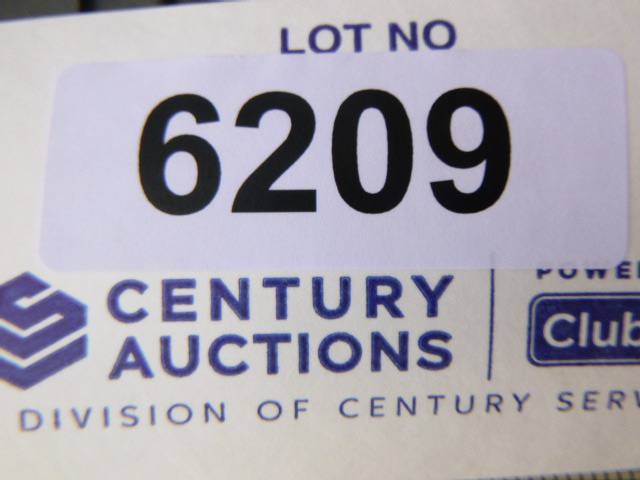 LOT NO
6209
CENTURY
AUCTIONS
DIVISION OF CENTURY
Club